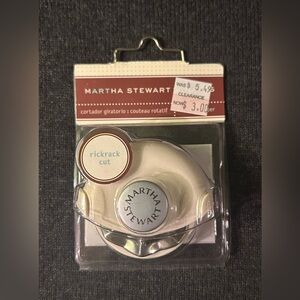 MARTHA STEWART
WAS $ 5.49
CLEARANCE
NOW $ 3.00
cortador giratorio | couteau rotatif
rickrack
cut
MARTHA
STEWART